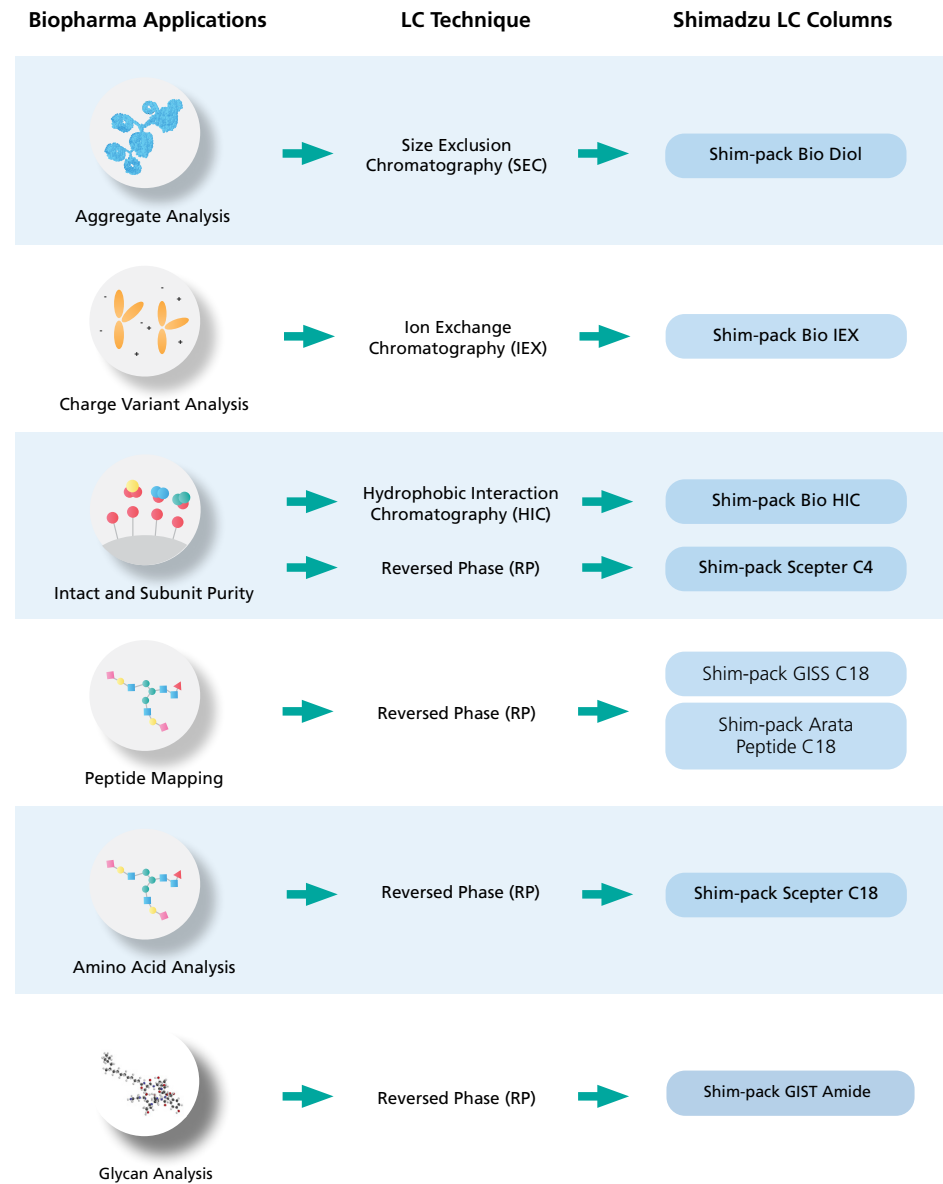 Biopharma Applications
LC Technique
Shimadzu LC Columns
Aggregate Analysis
Size Exclusion
Chromatography (SEC)
Shim-pack Bio Diol
Charge Variant Analysis
Ion Exchange
Chromatography (IEX)
Shim-pack Bio IEX
Intact and Subunit Purity
Hydrophobic Interaction
Chromatography (HIC)
Shim-pack Bio HIC
Reversed Phase (RP)
Shim-pack Scepter C4
Peptide Mapping
Reversed Phase (RP)
Shim-pack GISS C18
Shim-pack Arata
Peptide C18
Amino Acid Analysis
Reversed Phase (RP)
Shim-pack Scepter C18
Glycan Analysis
Reversed Phase (RP)
Shim-pack GIST Amide